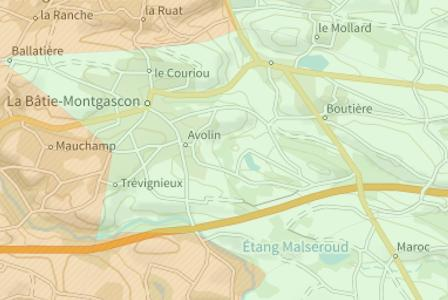 la Ranche
la Ruat
le Mollard
Ballatière
le Couriou
La Bâtie-Montgascon
Boutière
Avolin
Mauchamp
Trévignieux
Étang Malseroud
Maroc